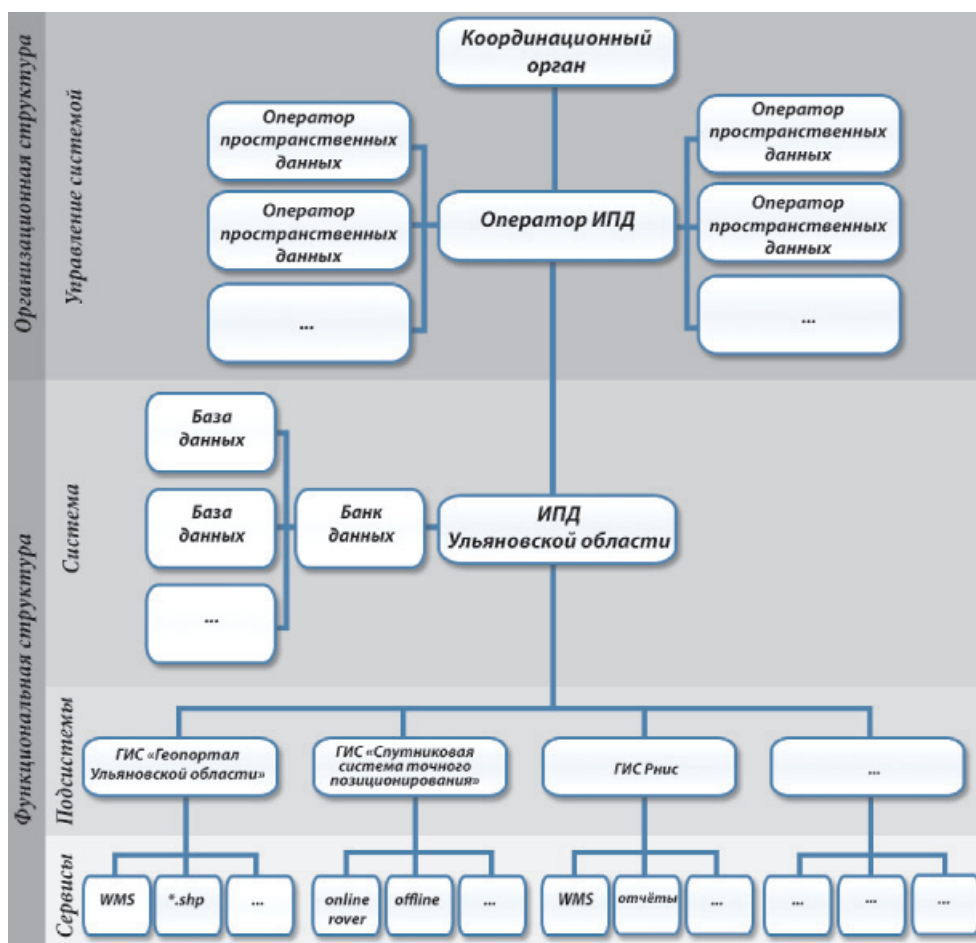 Организационная структура
Управление системой
Координационный
орган
Оператор
пространственных
данных
Оператор
пространственных
данных
...
Оператор ИПД
Оператор
пространственных
данных
Оператор
пространственных
данных
...
Функциональная структура
Система
База
данных
База
данных
...
Банк
данных
ИПД
Ульяновской области
Подсистемы
ГИС «Геопортал
Ульяновской области»
ГИС «Спутниковая
система точного
позиционирования»
ГИС Рнис
...
Сервисы
WMS
*.shp
...
online
rover
offline
...
WMS
отчёты
...
...
...
...